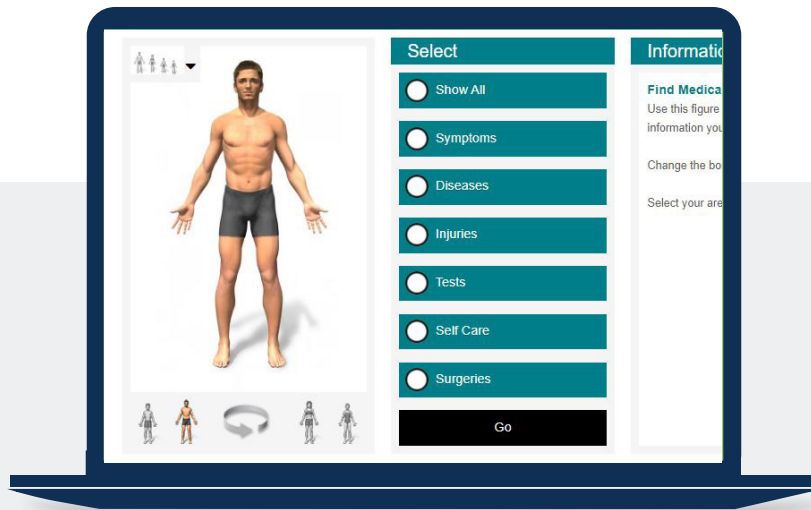 Select
Show All
Symptoms
Diseases
Injuries
Tests
Self Care
Surgeries
Go
Informatio
Find Medica
Use this figure
information you
Change the bo
Select your are